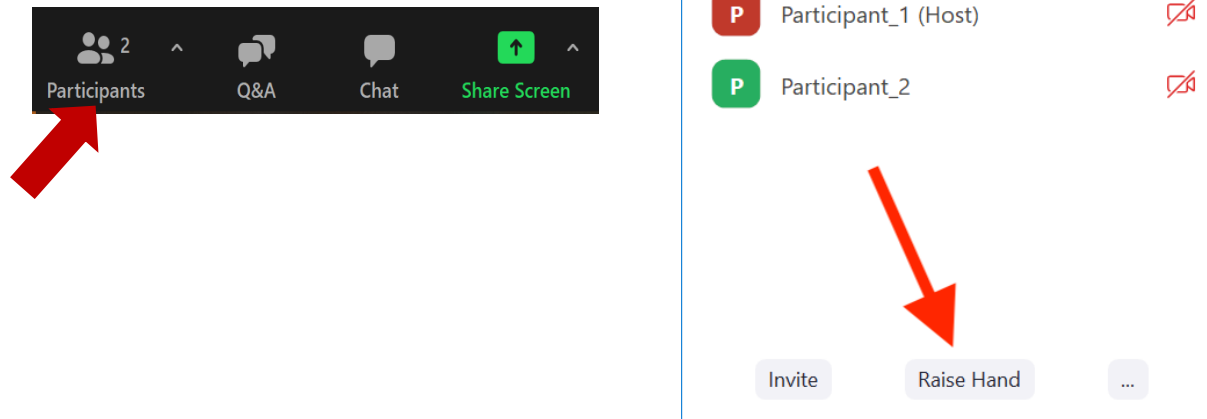 2
Participants
Q&A
Chat
Share Screen
P
Participant_1 (Host)
P
Participant_2
Invite
Raise Hand
...